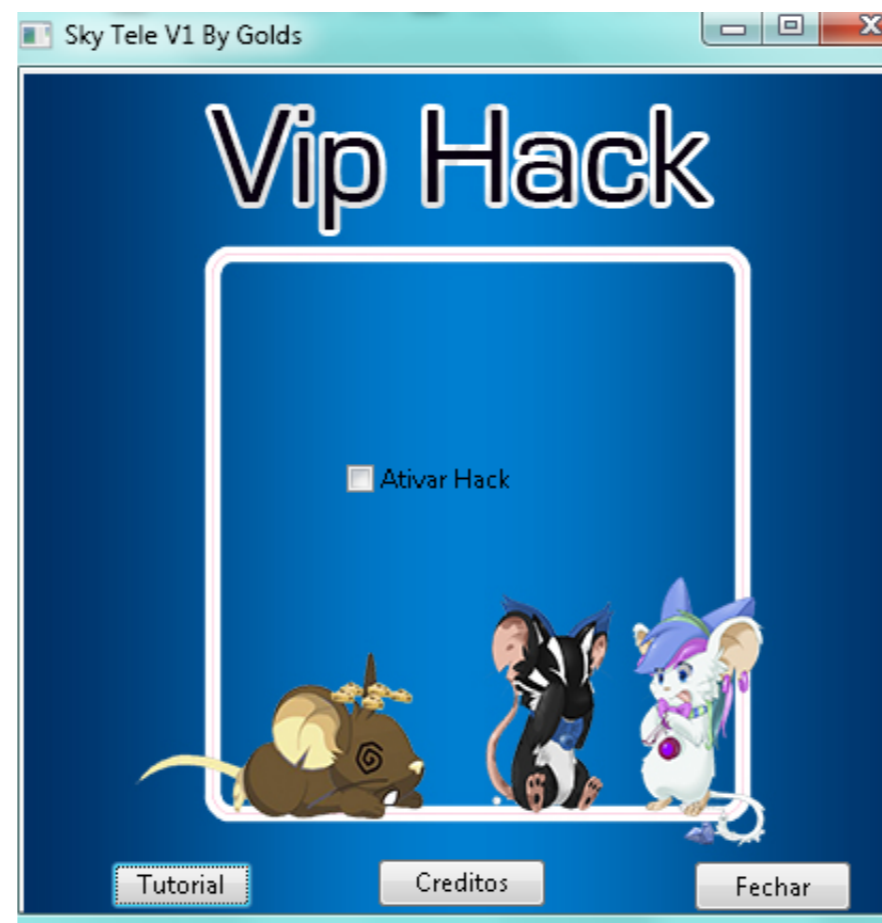 Sky Tele V1 By Golds
Vip Hack
Ativar Hack
Tutorial
Creditos
Fechar